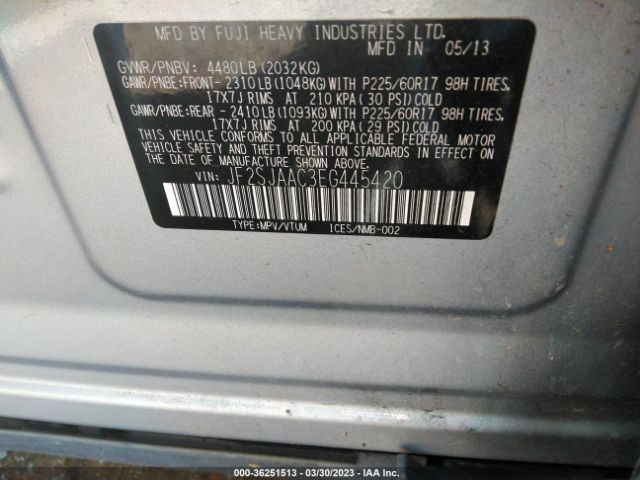 MFD BY FUJI HEAVY INDUSTRIES LTD.
MFD IN 05/13
GVWR/PNBV: 4480LB (2032KG)
GAWR/PNBE:FRONT- 2310LB (1048KG) WITH P225/60R17 98H TIRES.
17X7J RIMS AT 210 KPA (30 PSI) COLD
GAWR/PNBE:REAR - 2410LB (1093KG) WITH P225/60R17 98H TIRES.
17X7J RIMS AT 200 KPA (29 PSI) COLD
THIS VEHICLE CONFORMS TO ALL APPLICABLE FEDERAL MOTOR
VEHICLE SAFETY AND THEFT PREVENTION STANDARDS IN EFFECT
ON THE DATE OF MANUFACTURE SHOWN ABOVE.
VIN: JF2SJAAC3EG445420
TYPE:MPV/VTUM ICES/NMB-002
000-36251513 | 03/30/2023 - IAA Inc.